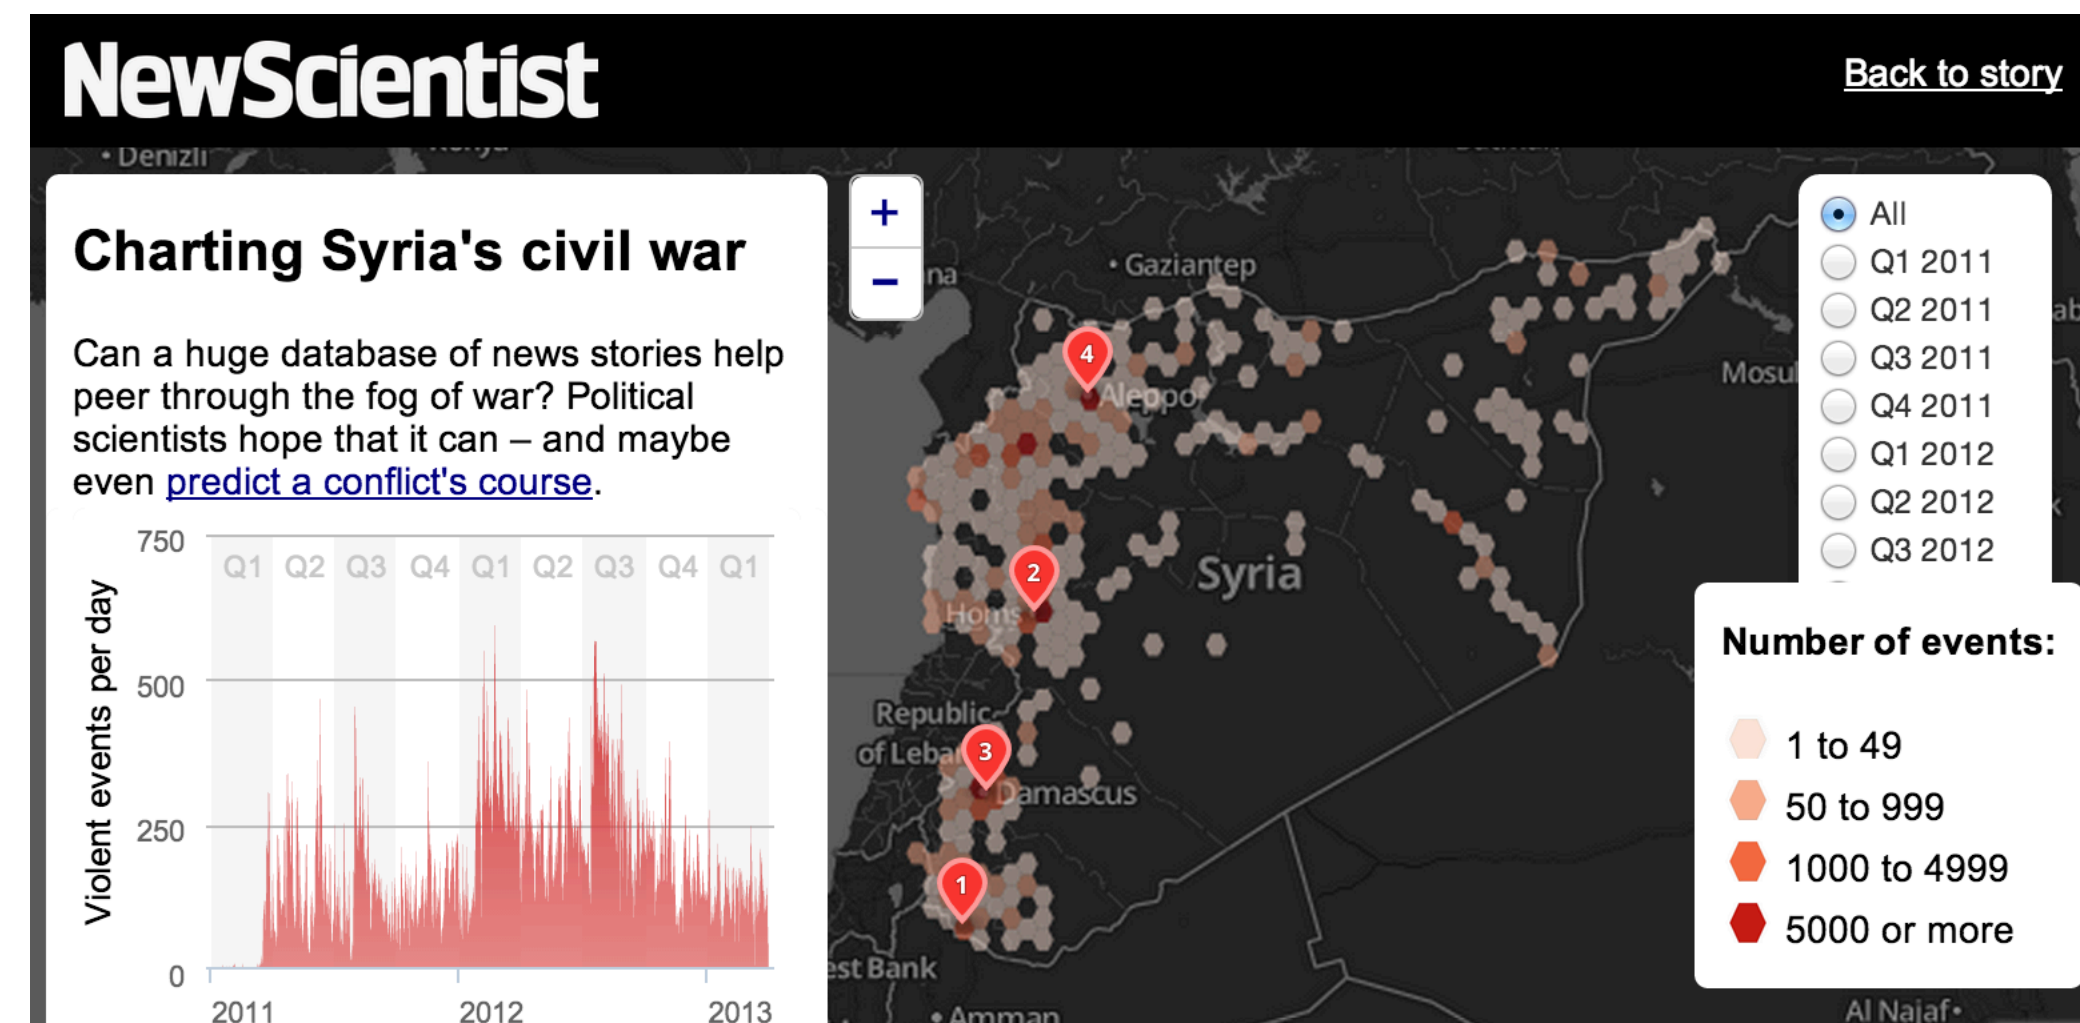 NewScientist
Back to story
Denizli
Charting Syria's civil war
Can a huge database of news stories help
peer through the fog of war? Political
scientists hope that it can – and maybe
even predict a conflict's course.
Violent events per day
750
500
250
0
Q1 Q2 Q3 Q4 Q1 Q2 Q3 Q4 Q1
2011 2012 2013
+
−
Gaziantep
4
Aleppo
Mosul
Syria
2
Homs
Republic
3
Damascus
1
est Bank
Amman
Al Najaf
All
Q1 2011
Q2 2011
Q3 2011
Q4 2011
Q1 2012
Q2 2012
Q3 2012
Number of events:
1 to 49
50 to 999
1000 to 4999
5000 or more